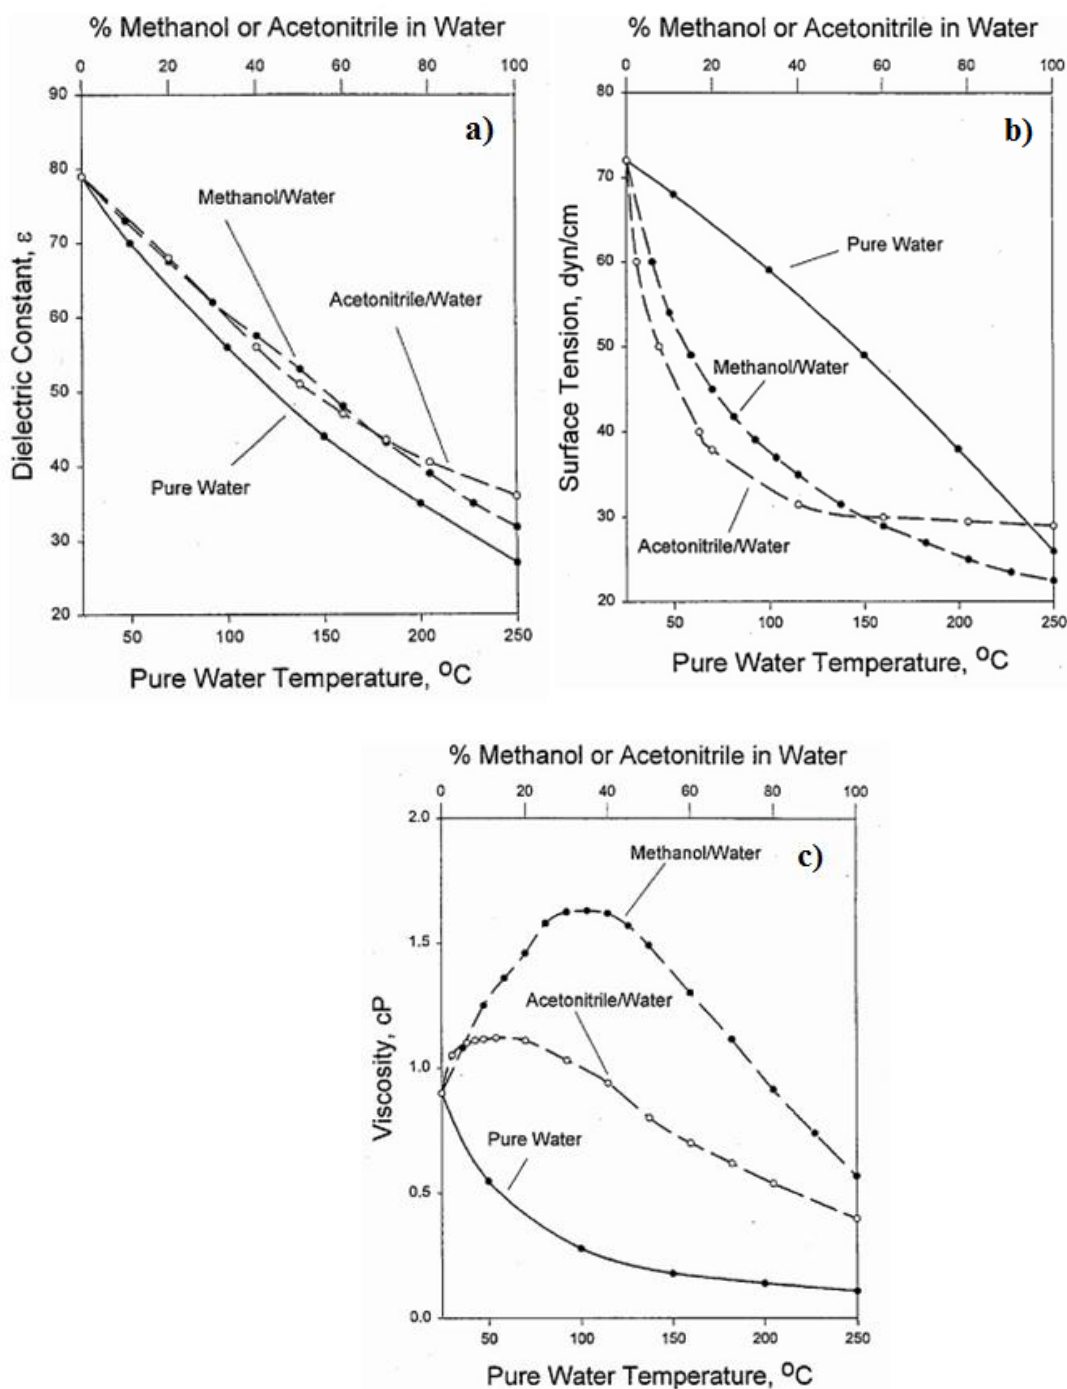 % Methanol or Acetonitrile in Water
0 20 40 60 80 100
a)
90
80
70
60
50
40
30
20
Dielectric Constant, ε
Methanol/Water
Acetonitrile/Water
Pure Water
50 100 150 200 250
Pure Water Temperature, °C
% Methanol or Acetonitrile in Water
0 20 40 60 80 100
b)
80
70
60
50
40
30
20
Surface Tension, dyn/cm
Pure Water
Methanol/Water
Acetonitrile/Water
50 100 150 200 250
Pure Water Temperature, °C
% Methanol or Acetonitrile in Water
0 20 40 60 80 100
c)
2.0
1.5
1.0
0.5
0.0
Viscosity, cP
Methanol/Water
Acetonitrile/Water
Pure Water
50 100 150 200 250
Pure Water Temperature, °C